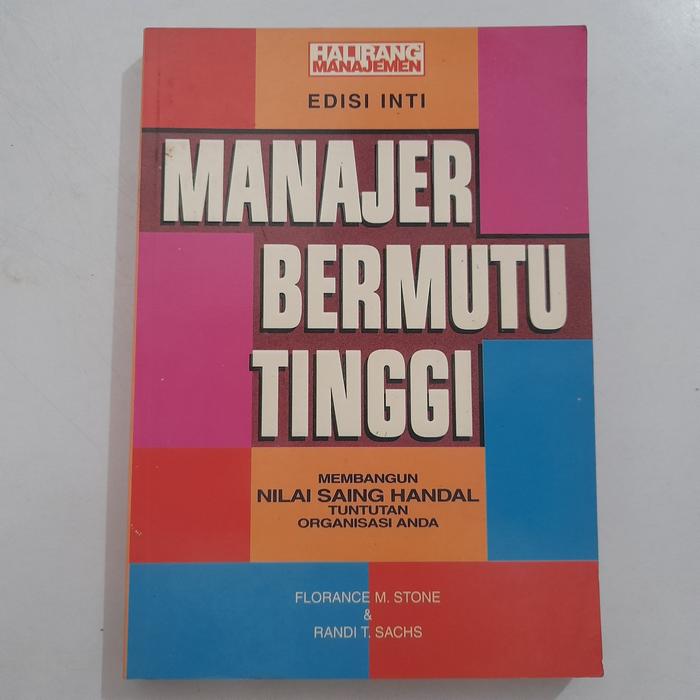 HALIRANG
MANAJEMEN
EDISI INTI
MANAJER
BERMUTU
TINGGI
MEMBANGUN
NILAI SAING HANDAL
TUNTUTAN
ORGANISASI ANDA
FLORANCE M. STONE
&
RANDI T. SACHS